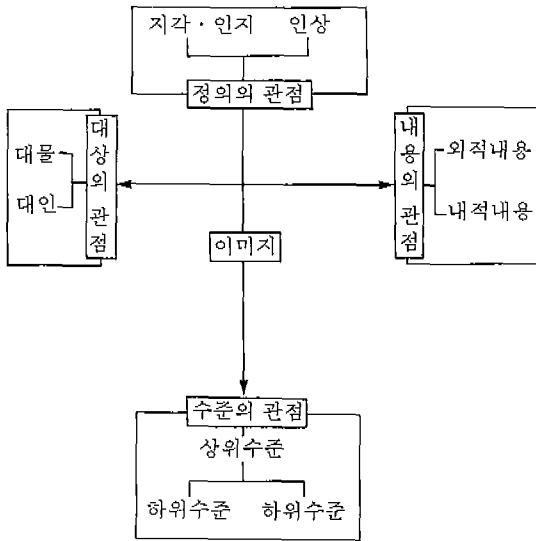 지각 · 인지 인상
정의의 관점
대상의 관점
대물
대인
내용의 관점
외적내용
내적내용
이미지
수준의 관점
상위수준
하위수준 하위수준